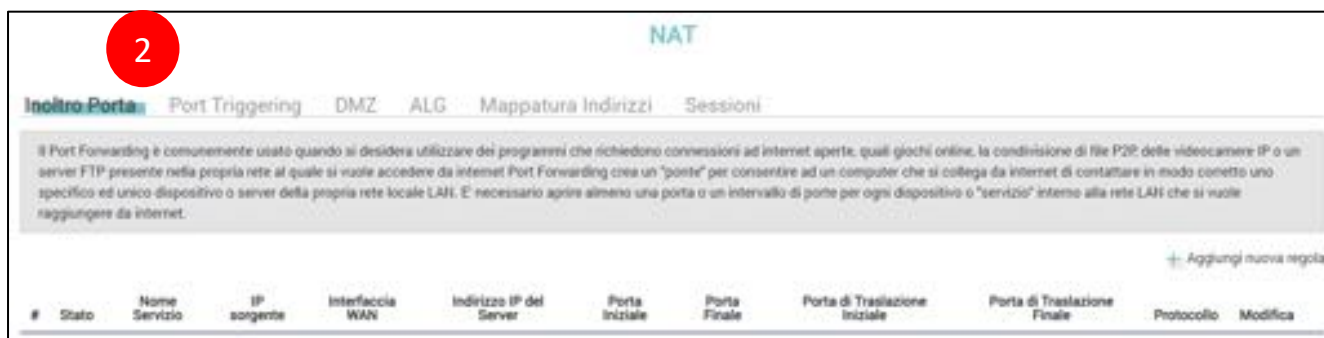 2
NAT
Inoltro Porta Port Triggering DMZ ALG Mappatura Indirizzi Sessioni
Il Port Forwarding è comunemente usato quando si desidera utilizzare dei programmi che richiedono connessioni ad internet aperte, quali giochi online, la condivisione di file P2P, delle videocamere IP o un
server FTP presente nella propria rete al quale si vuole accedere da internet Port Forwarding crea un "ponte" per consentire ad un computer che si collega da internet di contattare in modo corretto uno
specifico ed unico dispositivo o server della propria rete locale LAN. E' necessario aprire almeno una porta o un intervallo di porte per ogni dispositivo o "servizio" interno alla rete LAN che si vuole
raggiungere da internet.
Aggiungi nuova regola
# Stato Nome Servizio IP sorgente Interfaccia WAN Indirizzo IP del Server Porta Iniziale Porta Finale Porta di Traslazione Iniziale Porta di Traslazione Finale Protocollo Modifica